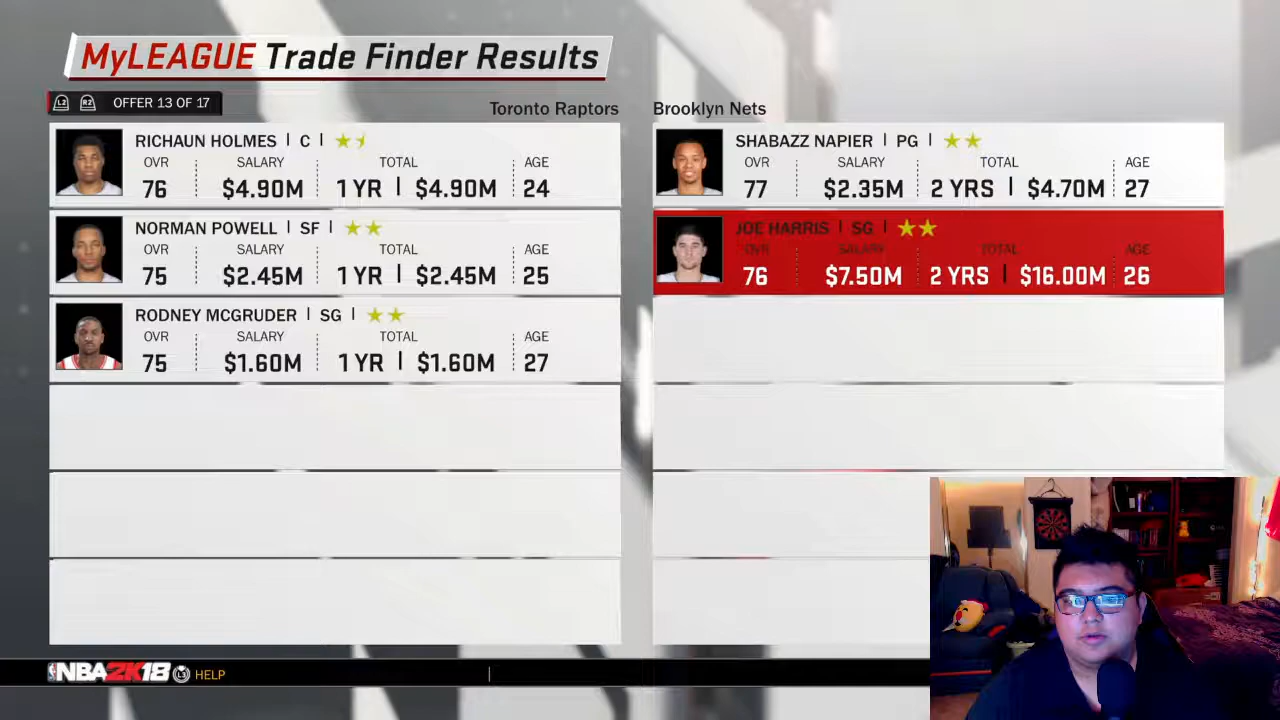 MyLEAGUE Trade Finder Results
L2 R2 OFFER 13 OF 17
Toronto Raptors
Brooklyn Nets
RICHAUN HOLMES | C |
OVR SALARY TOTAL AGE
76 $4.90M 1 YR | $4.90M 24
NORMAN POWELL | SF |
OVR SALARY TOTAL AGE
75 $2.45M 1 YR | $2.45M 25
RODNEY MCGRUDER | SG |
OVR SALARY TOTAL AGE
75 $1.60M 1 YR | $1.60M 27
SHABAZZ NAPIER | PG |
OVR SALARY TOTAL AGE
77 $2.35M 2 YRS | $4.70M 27
JOE HARRIS | SG |
OVR SALARY TOTAL AGE
76 $7.50M 2 YRS | $16.00M 26
NBA2K18 HELP